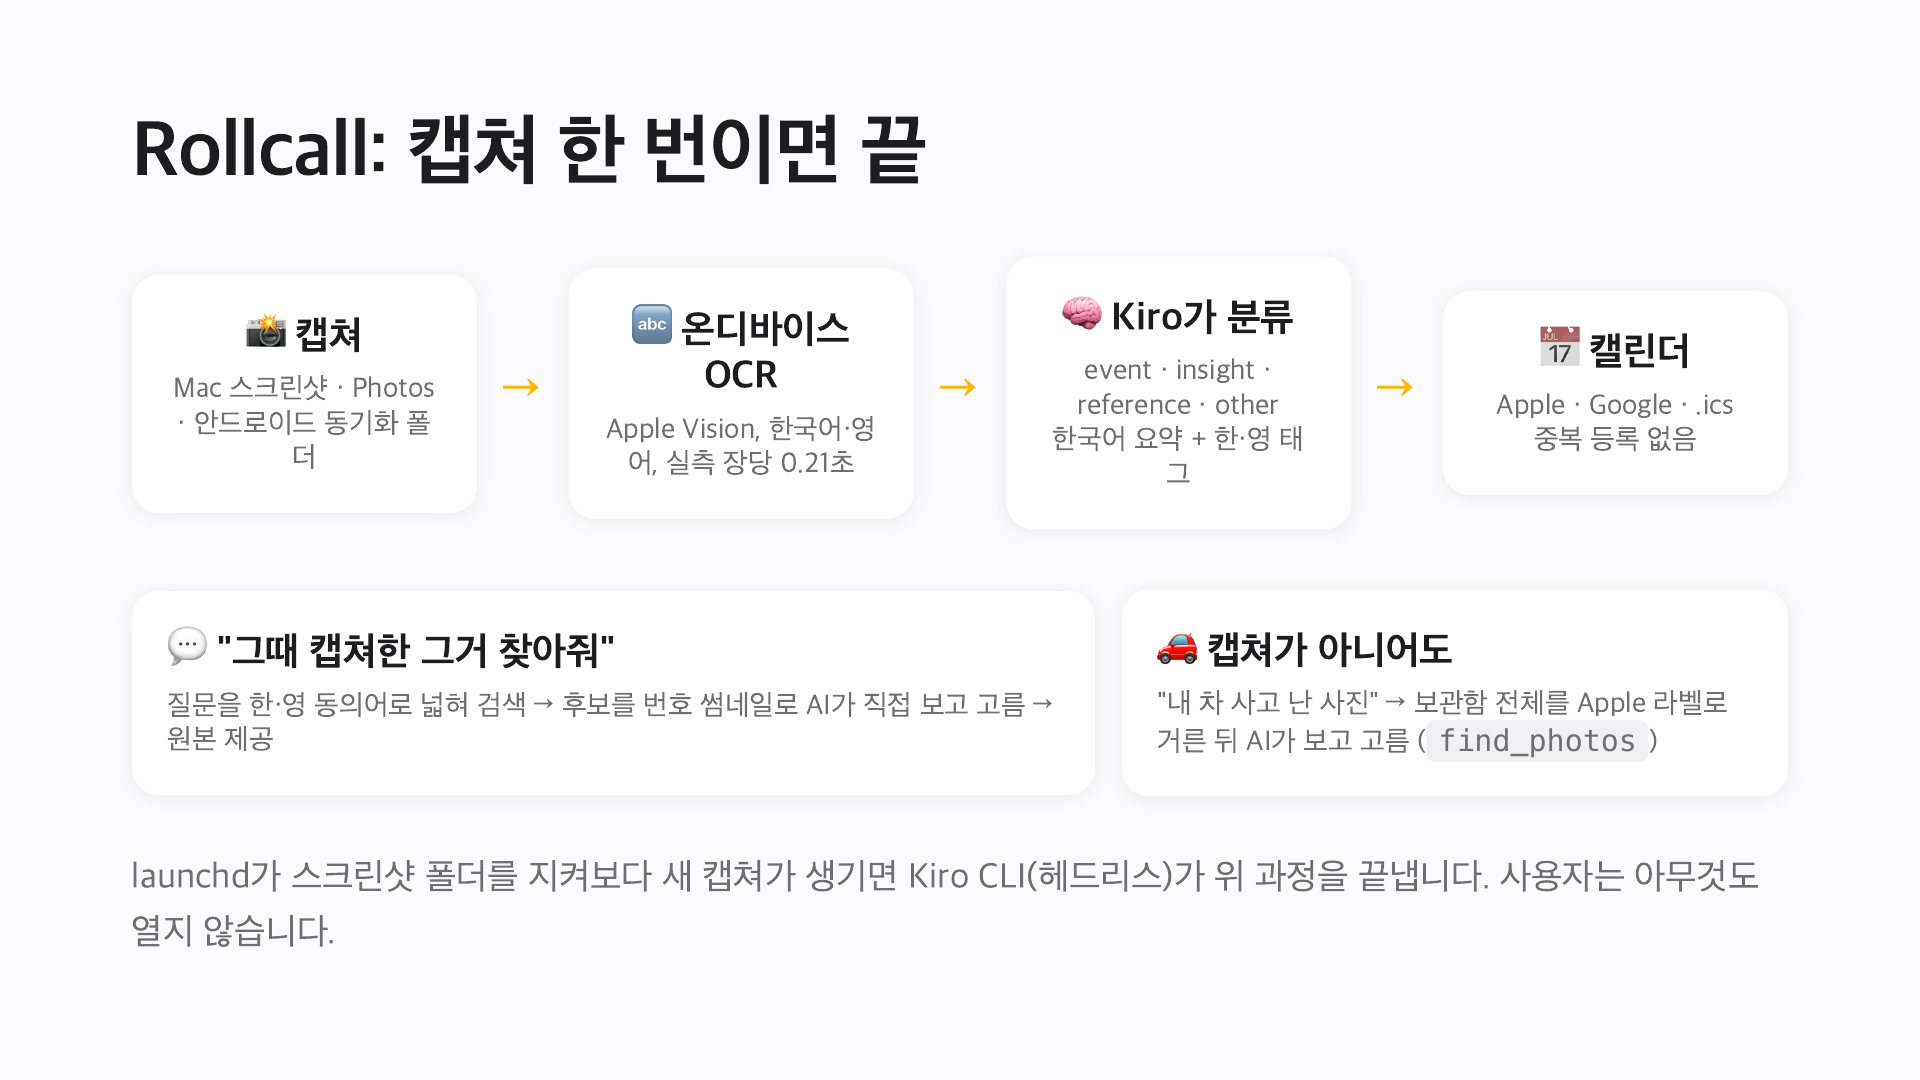 Rollcall: 캡쳐 한 번이면 끝
📸 캡쳐
Mac 스크린샷 · Photos
· 안드로이드 동기화 폴
더
→
🔤 온디바이스
OCR
Apple Vision, 한국어·영
어, 실측 장당 0.21초
→
🧠 Kiro가 분류
event · insight ·
reference · other
한국어 요약 + 한·영 태
그
→
📅 캘린더
Apple · Google · .ics
중복 등록 없음
💬 "그때 캡쳐한 그거 찾아줘"
질문을 한·영 동의어로 넓혀 검색 → 후보를 번호 썸네일로 AI가 직접 보고 고름 →
원본 제공
🚗 캡쳐가 아니어도
"내 차 사고 난 사진" → 보관함 전체를 Apple 라벨로
거른 뒤 AI가 보고 고름 ( find_photos )
launchd가 스크린샷 폴더를 지켜보다 새 캡쳐가 생기면 Kiro CLI(헤드리스)가 위 과정을 끝냅니다. 사용자는 아무것도
열지 않습니다.